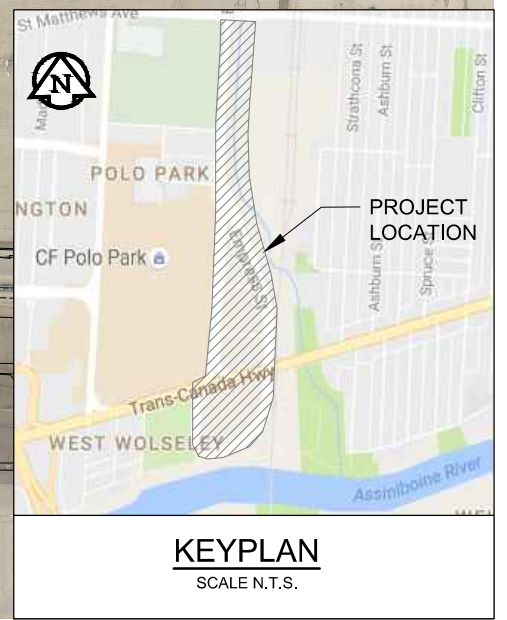 St Matthews Ave
N
Strathcona St
Ashburn St
Clifton St
POLO PARK
NGTON
PROJECT
LOCATION
CF Polo Park
Empress St
Ashburn St
Spruce St
Trans-Canada Hwy
WEST WOLSELEY
Assiniboine River
KEYPLAN
SCALE N.T.S.